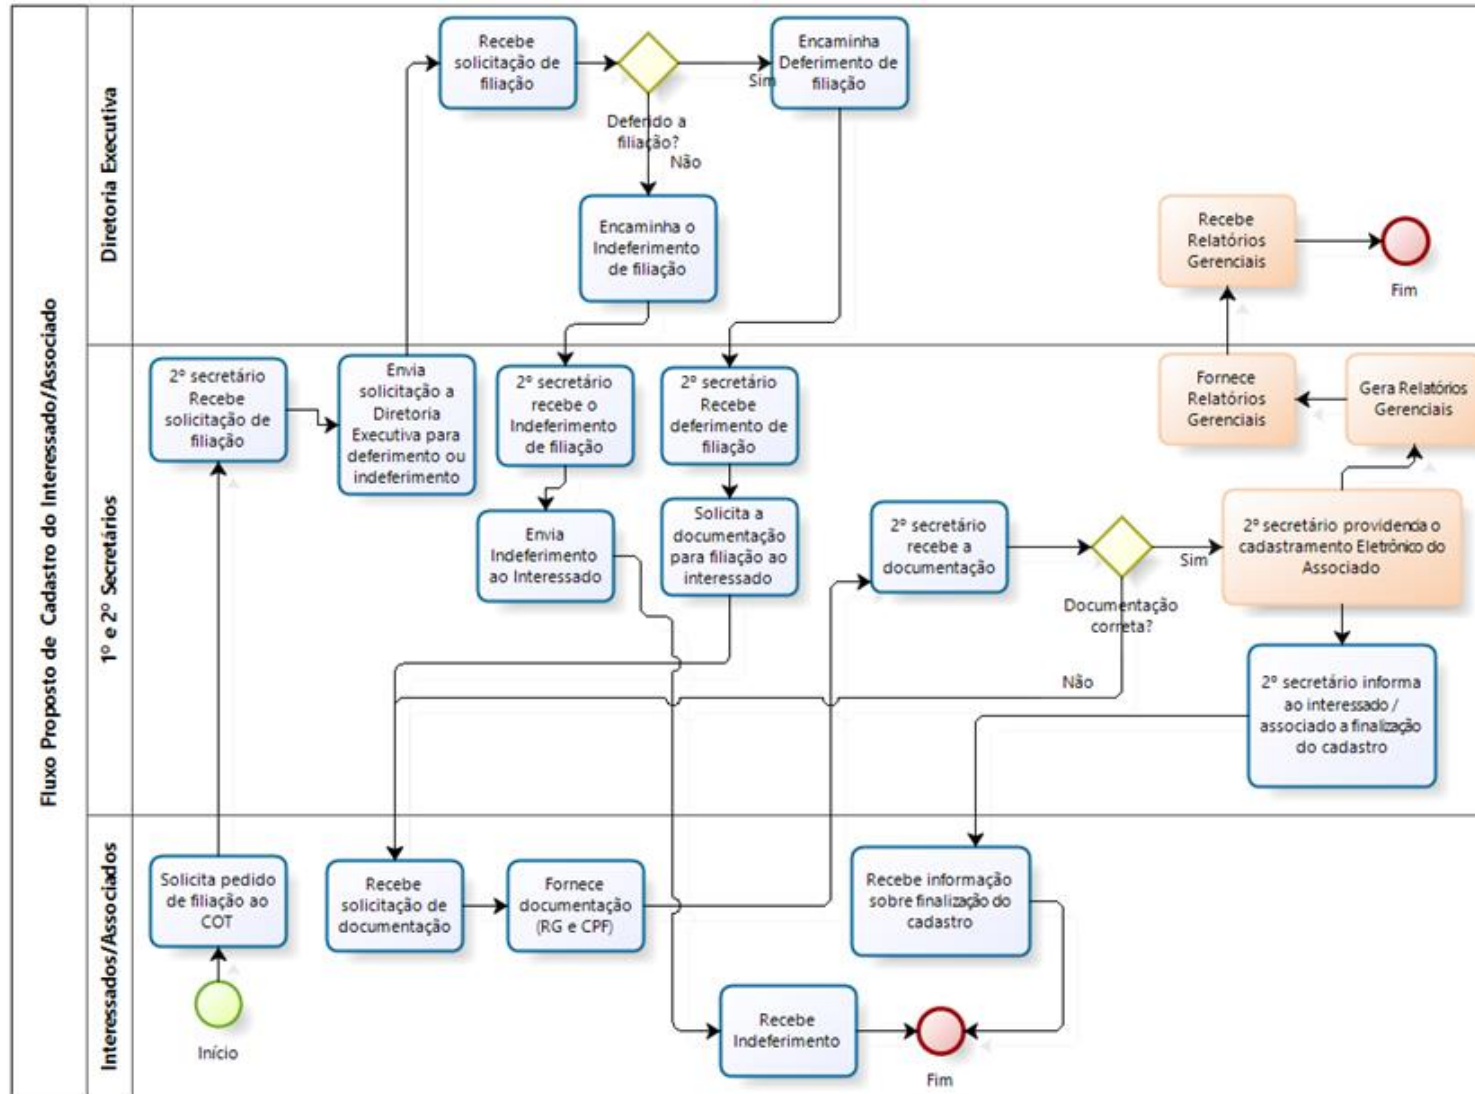 Fluxo Proposto de Cadastro do Interessado/Associado
Diretoria Executiva
Recebe
solicitação de
filiação
Deferido a
filiação?
Sim
Não
Encaminha
Deferimento de
filiação
Encaminha o
Indeferimento
de filiação
Recebe
Relatórios
Gerenciais
Fim
1º e 2º Secretários
2º secretário
Recebe
solicitação de
filiação
Envia
solicitação a
Diretoria
Executiva para
deferimento ou
indeferimento
2º secretário
recebe o
Indeferimento
de filiação
2º secretário
Recebe
deferimento de
filiação
Fornece
Relatórios
Gerenciais
Gera Relatórios
Gerenciais
Envia
Indeferimento
ao Interessado
Solicita a
documentação
para filiação ao
interessado
2º secretário
recebe a
documentação
Documentação
correta?
Sim
Não
2º secretário providencia o
cadastramento Eletrônico do
Associado
2º secretário informa
ao interessado /
associado a finalização
do cadastro
Interessados/Associados
Solicita pedido
de filiação ao
COT
Início
Recebe
solicitação de
documentação
Fornece
documentação
(RG e CPF)
Recebe informação
sobre finalização do
cadastro
Recebe
Indeferimento
Fim